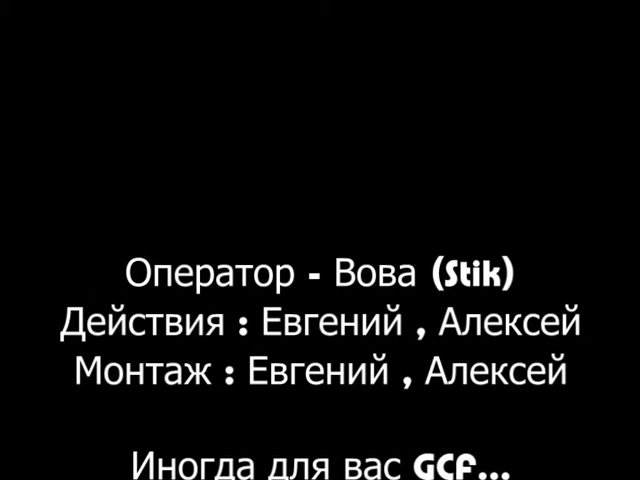 Оператор - Вова (Stik)
Действия : Евгений , Алексей
Монтаж : Евгений , Алексей
Иногда для вас GCF...